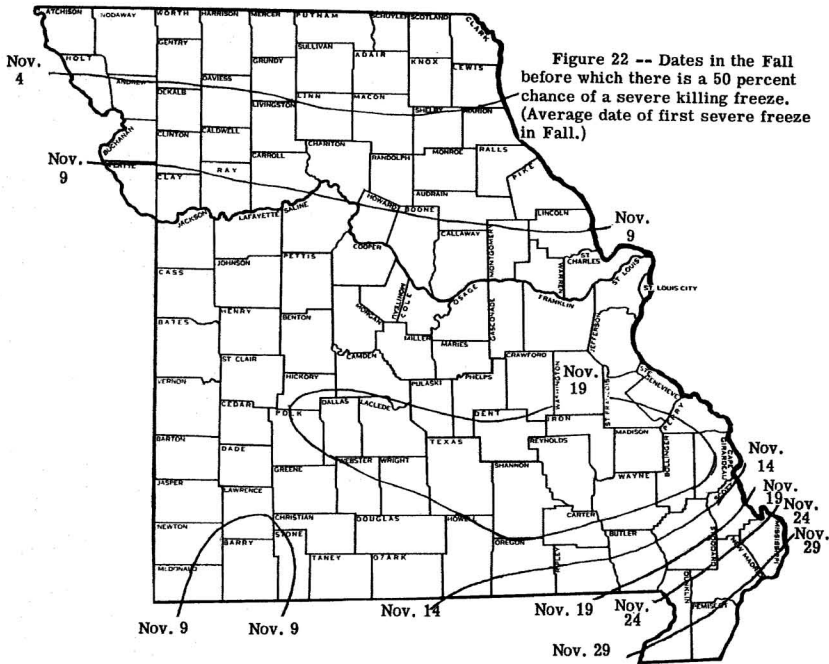 ATCHISON
NODAWAY
WORTH
HARRISON
MERCER
PUTNAM
SCHUYLER
SCOTLAND
CLARK
HOLT
GENTRY
SULLIVAN
ADAIR
KNOX
LEWIS
GRUNDY
ANDREW
DEKALB
DAVIESS
LINN
MACON
SHELBY
MARION
LIVINGSTON
Nov.
4
Figure 22 -- Dates in the Fall
before which there is a 50 percent
chance of a severe killing freeze.
(Average date of first severe freeze
in Fall.)
BUCHANAN
CLINTON
CALDWELL
CARROLL
CHARITON
RANDOLPH
MONROE
RALLS
PIKE
Nov.
9
PLATTE
CLAY
RAY
AUDRAIN
HOWARD
BOONE
LINCOLN
Nov.
9
JACKSON
LAFAYETTE
SALINE
CALLAWAY
MONTGOMERY
WARREN
ST
CHARLES
ST LOUIS
ST. LOUIS CITY
CASS
JOHNSON
PETTIS
COOPER
MONITEAU
COLE
OSAGE
GASCONADE
FRANKLIN
JEFFERSON
BATES
HENRY
BENTON
MORGAN
MILLER
MARIES
CRAWFORD
VERNON
ST CLAIR
HICKORY
CAMDEN
PULASKI
PHELPS
WASHINGTON
Nov.
19
ST FRANCIS
STE
GENEVIEVE
PERRY
CEDAR
POLK
DALLAS
LACLEDE
DENT
IRON
MADISON
BOLLINGER
CAPE
GIRARDEAU
BARTON
DADE
GREENE
WEBSTER
WRIGHT
TEXAS
REYNOLDS
SHANNON
WAYNE
SCOTT
Nov.
14
JASPER
LAWRENCE
Nov.
19
NEWTON
CHRISTIAN
DOUGLAS
HOWELL
CARTER
BUTLER
STODDARD
MISSISSIPPI
Nov.
24
MCDONALD
BARRY
STONE
TANEY
OZARK
OREGON
RIPLEY
NEW MADRID
Nov.
29
DUNKLIN
PEMISCOT
Nov. 9
Nov. 9
Nov. 14
Nov. 19
Nov.
24
Nov. 29